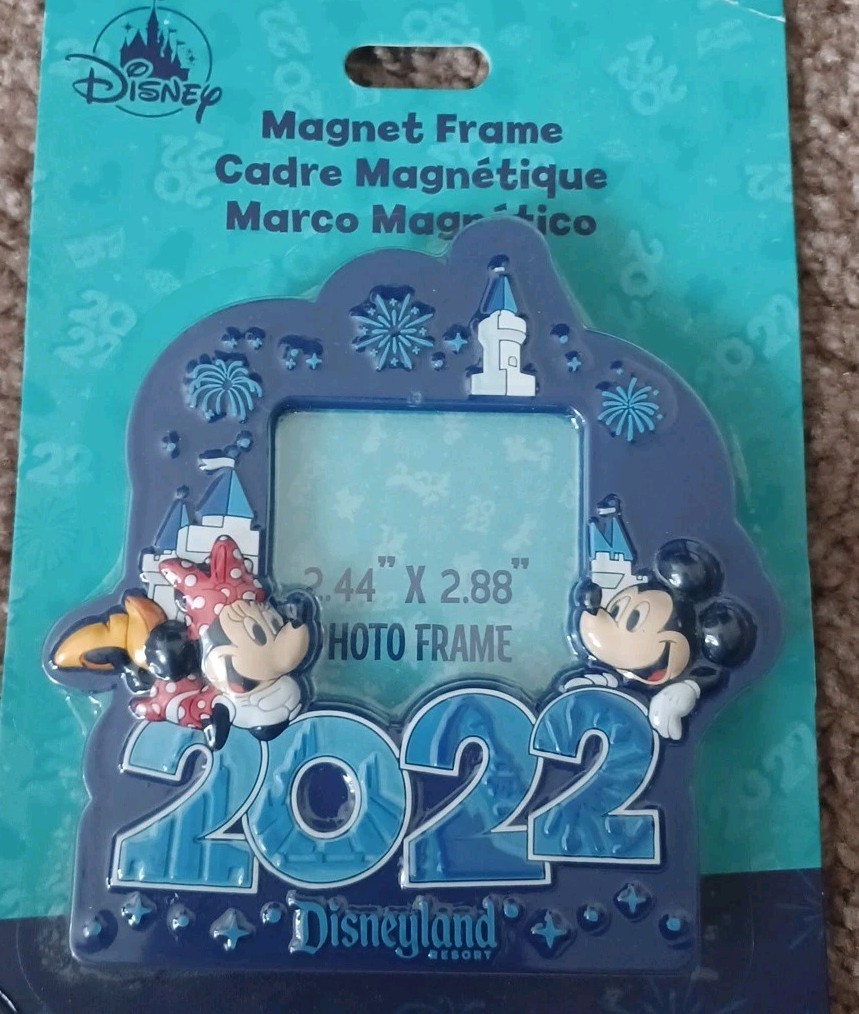 Disney
Magnet Frame
Cadre Magnétique
Marco Magnético
2.44" X 2.88"
PHOTO FRAME
2022
Disneyland
RESORT